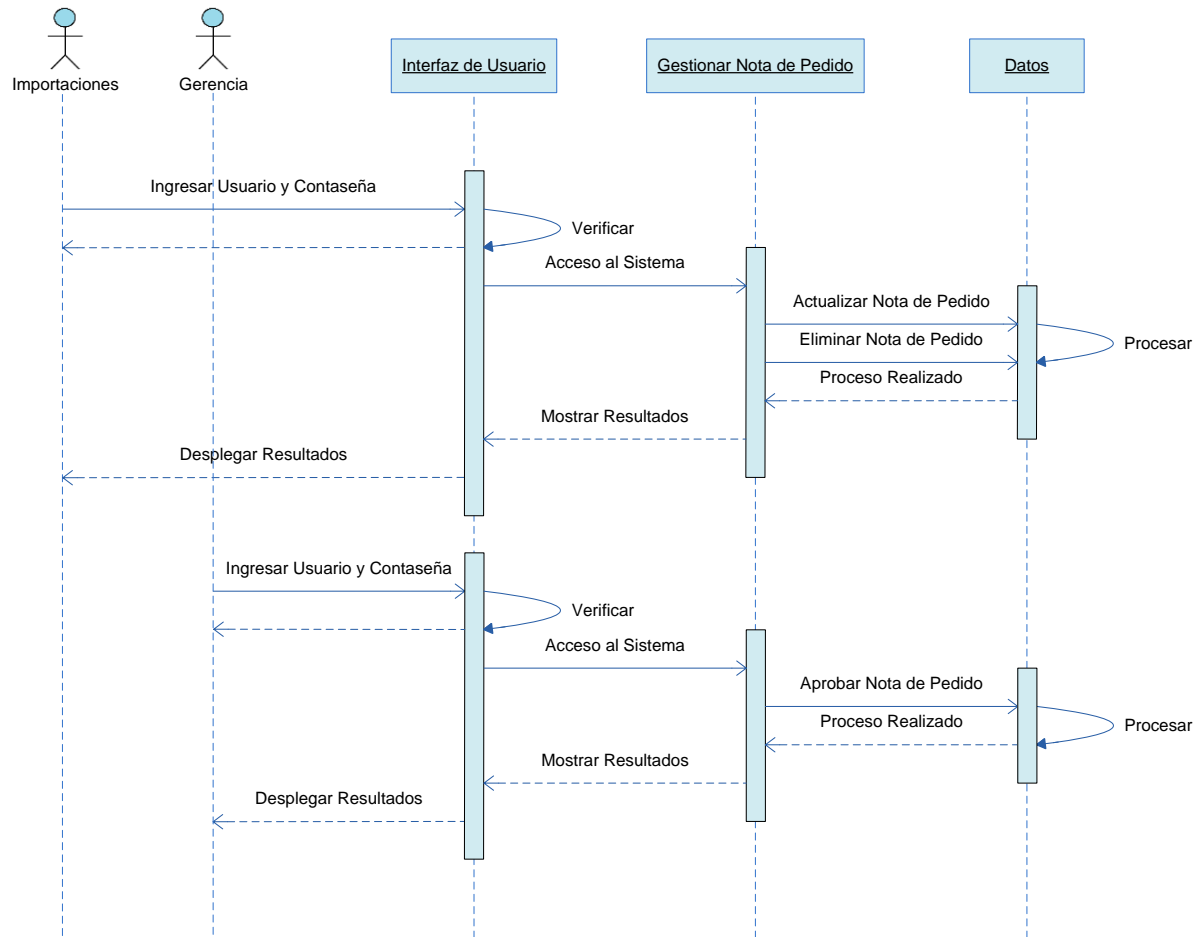 Importaciones
Gerencia
Interfaz de Usuario
Gestionar Nota de Pedido
Datos
Ingresar Usuario y Contaseña
Verificar
Acceso al Sistema
Actualizar Nota de Pedido
Eliminar Nota de Pedido
Procesar
Proceso Realizado
Mostrar Resultados
Desplegar Resultados
Ingresar Usuario y Contaseña
Verificar
Acceso al Sistema
Aprobar Nota de Pedido
Proceso Realizado
Procesar
Mostrar Resultados
Desplegar Resultados